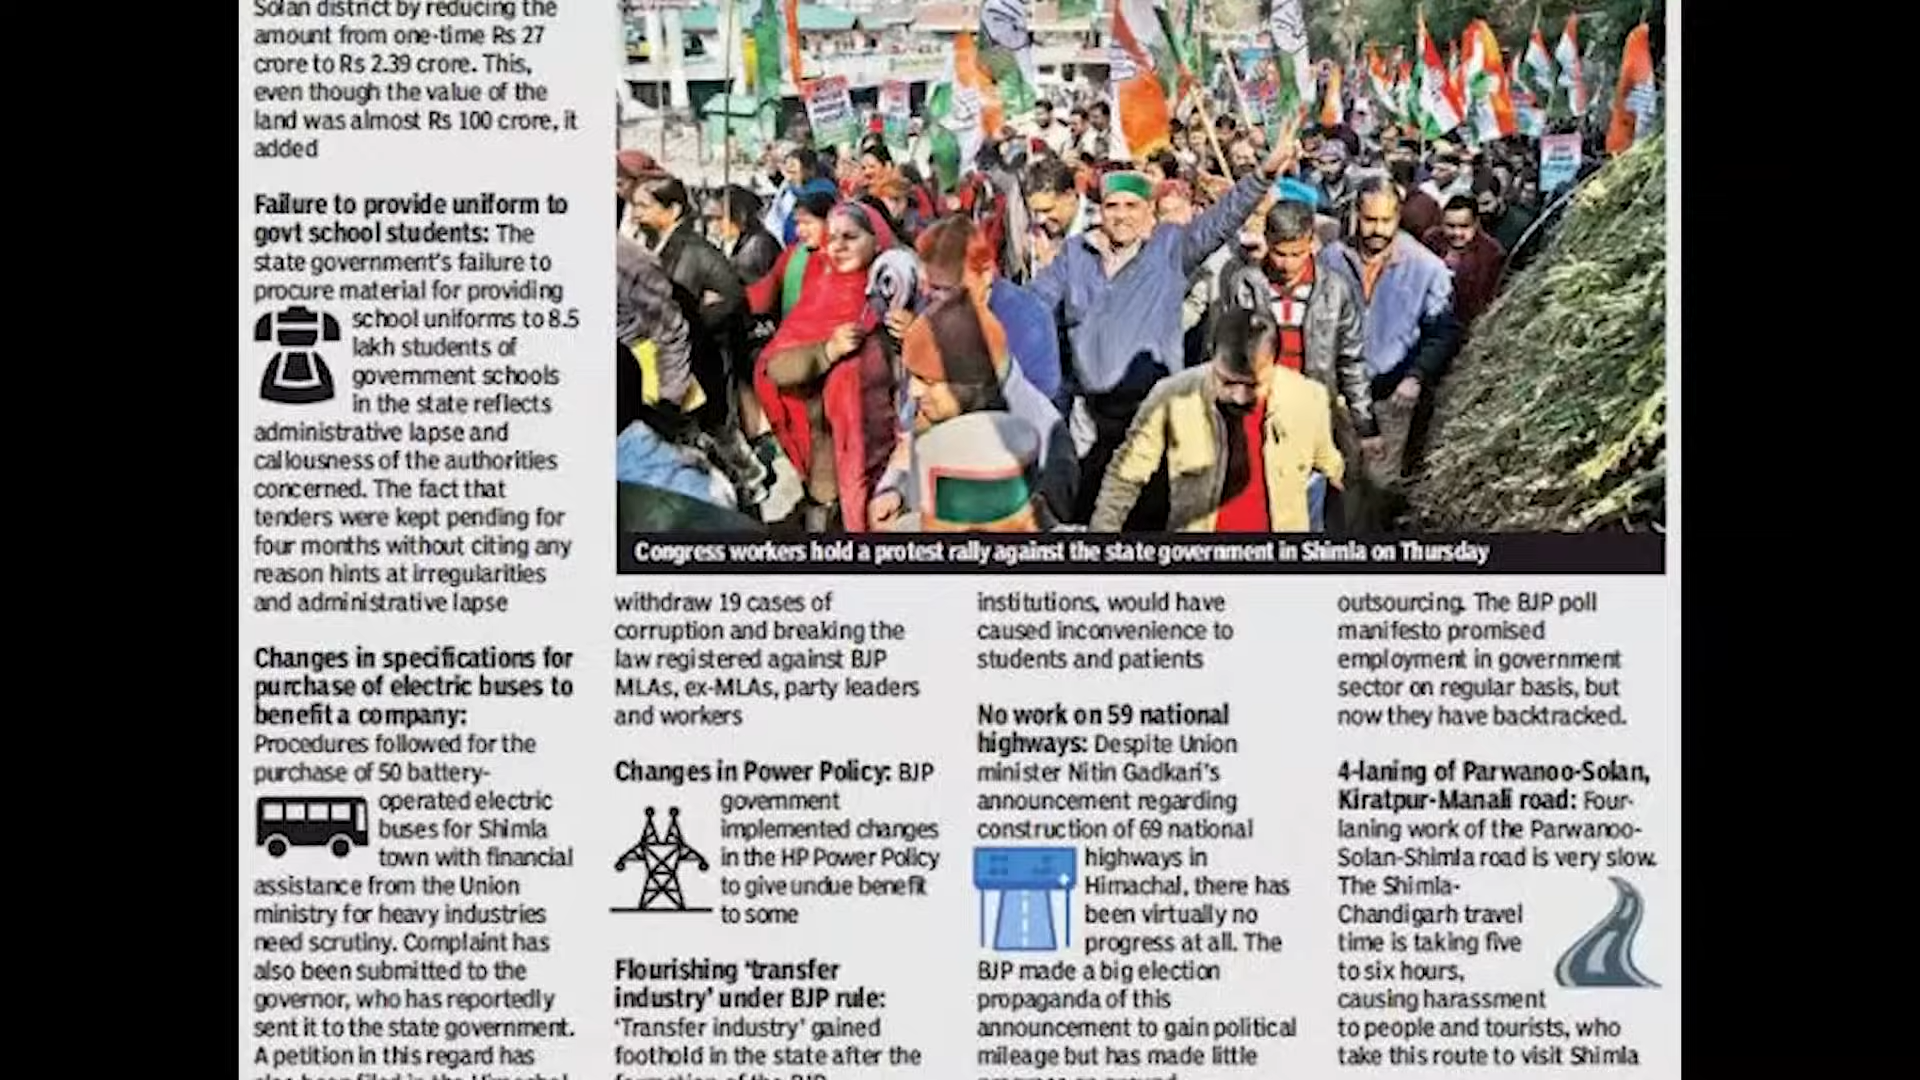 Solan district by reducing the
amount from one-time Rs 27
crore to Rs 2.39 crore. This,
even though the value of the
land was almost Rs 100 crore, it
added
Failure to provide uniform to
govt school students: The
state government's failure to
procure material for providing
school uniforms to 8.5
lakh students of
government schools
in the state reflects
administrative lapse and
callousness of the authorities
concerned. The fact that
tenders were kept pending for
four months without citing any
reason hints at irregularities
and administrative lapse
Changes in specifications for
purchase of electric buses to
benefit a company:
Procedures followed for the
purchase of 50 battery-
operated electric
buses for Shimla
town with financial
assistance from the Union
ministry for heavy industries
need scrutiny. Complaint has
also been submitted to the
governor, who has reportedly
sent it to the state government.
A petition in this regard has
Congress workers hold a protest rally against the state government in Shimla on Thursday
withdraw 19 cases of
corruption and breaking the
law registered against BJP
MLAs, ex-MLAs, party leaders
and workers
Changes in Power Policy: BJP
government
implemented changes
in the HP Power Policy
to give undue benefit
to some
Flourishing 'transfer
industry' under BJP rule:
'Transfer industry' gained
foothold in the state after the
institutions, would have
caused inconvenience to
students and patients
No work on 59 national
highways: Despite Union
minister Nitin Gadkari's
announcement regarding
construction of 69 national
highways in
Himachal, there has
been virtually no
progress at all. The
BJP made a big election
propaganda of this
announcement to gain political
mileage but has made little
outsourcing. The BJP poll
manifesto promised
employment in government
sector on regular basis, but
now they have backtracked.
4-laning of Parwanoo-Solan,
Kiratpur-Manali road: Four-
laning work of the Parwanoo-
Solan-Shimla road is very slow.
The Shimla-
Chandigarh travel
time is taking five
to six hours,
causing harassment
to people and tourists, who
take this route to visit Shimla